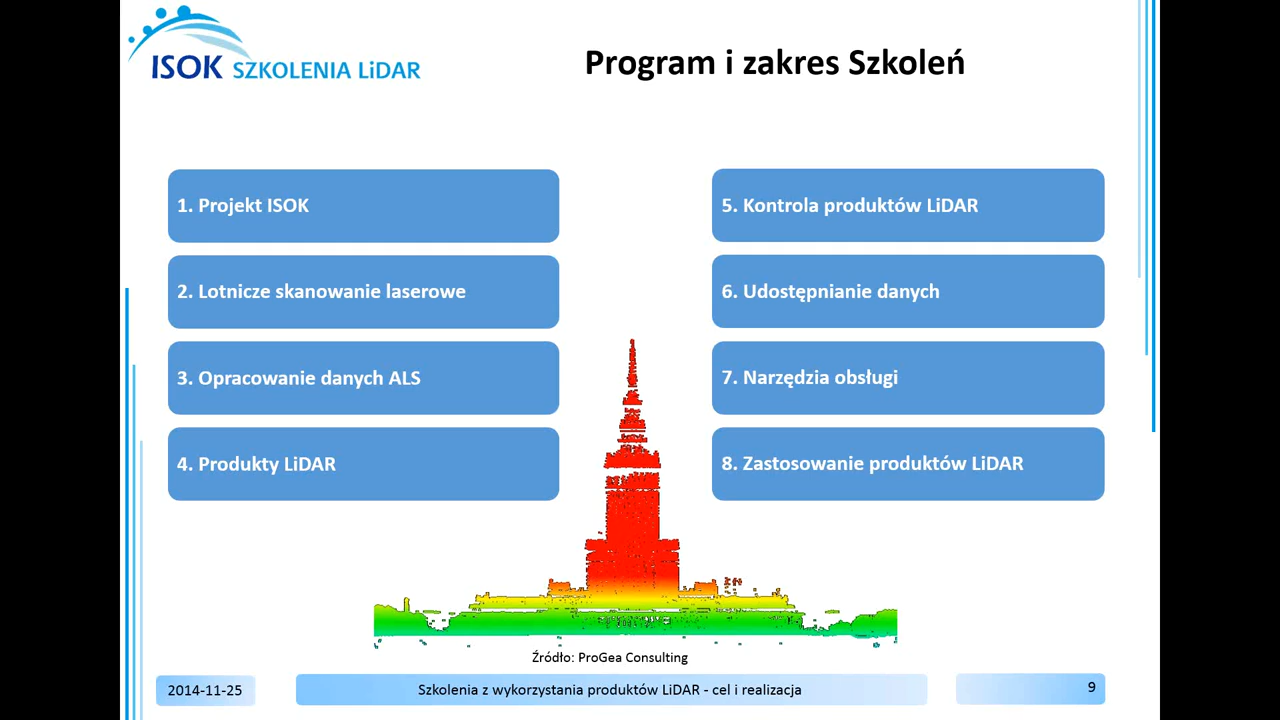 ISOK SZKOLENIA LiDAR
Program i zakres Szkoleń
1. Projekt ISOK
2. Lotnicze skanowanie laserowe
3. Opracowanie danych ALS
4. Produkty LiDAR
5. Kontrola produktów LiDAR
6. Udostępnianie danych
7. Narzędzia obsługi
8. Zastosowanie produktów LiDAR
Źródło: ProGea Consulting
2014-11-25
Szkolenia z wykorzystania produktów LiDAR - cel i realizacja
9